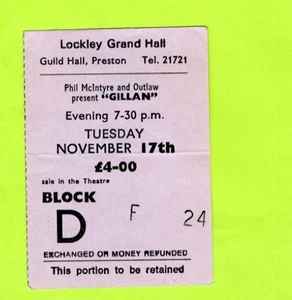 Lockley Grand Hall
Guild Hall, Preston Tel. 21721
Phil McIntyre and Outlaw
present "GILLAN"
Evening 7-30 p.m.
TUESDAY
NOVEMBER 17th
£4-00
sale in the Theatre
BLOCK
D F 24
EXCHANGED OR MONEY REFUNDED
This portion to be retained